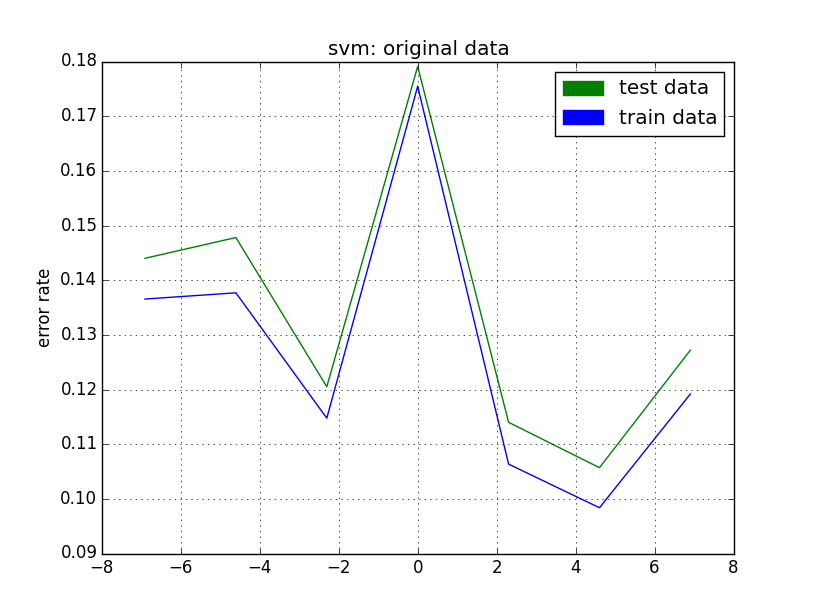 svm: original data
test data
train data
error rate
0.18
0.17
0.16
0.15
0.14
0.13
0.12
0.11
0.10
0.09
−8 −6 −4 −2 0 2 4 6 8